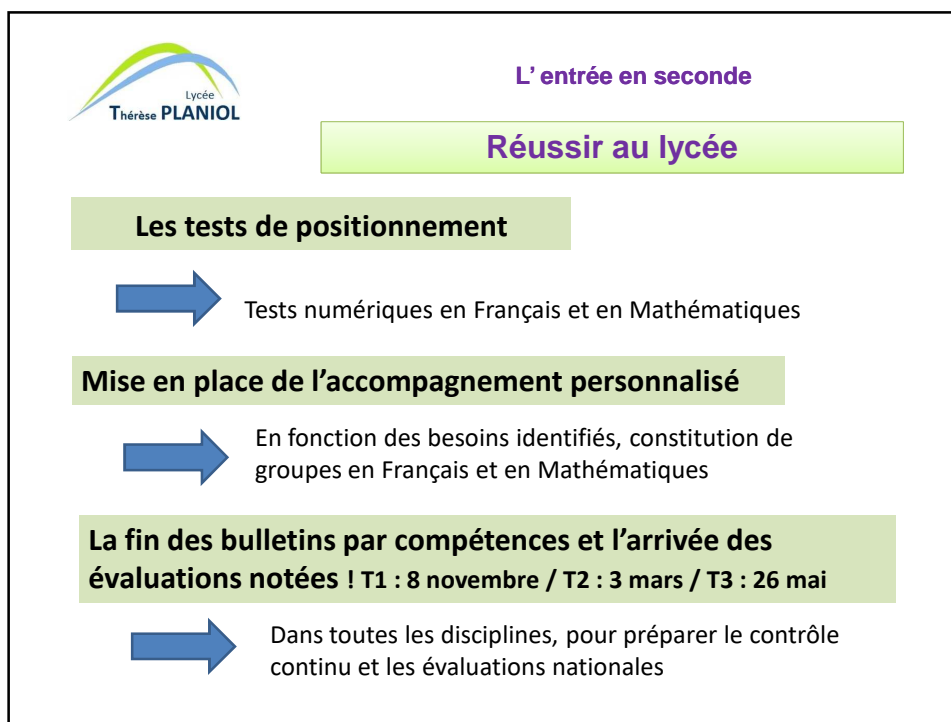 L' entrée en seconde
Lycée
Thérèse PLANIOL
Réussir au lycée
Les tests de positionnement
Tests numériques en Français et en Mathématiques
Mise en place de l’accompagnement personnalisé
En fonction des besoins identifiés, constitution de
groupes en Français et en Mathématiques
La fin des bulletins par compétences et l’arrivée des
évaluations notées ! T1 : 8 novembre / T2 : 3 mars / T3 : 26 mai
Dans toutes les disciplines, pour préparer le contrôle
continu et les évaluations nationales